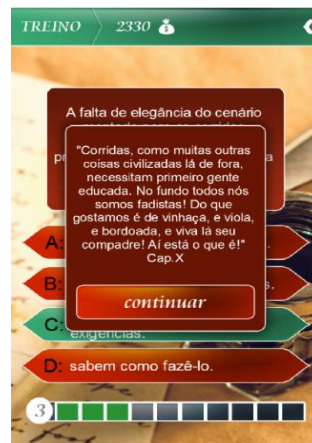 TREINO
2330
A falta de elegância do cenário
"Corridas, como muitas outras
coisas civilizadas lá de fora,
necessitam primeiro gente
educada. No fundo todos nós
somos fadistas! Do que
gostamos é de vinhaça, e viola,
e bordoada, e viva lá seu
compadre! Aí está o que é!"
Cap.X
continuar
A:
B:
C:
exigências.
D: sabem como fazê-lo.
3